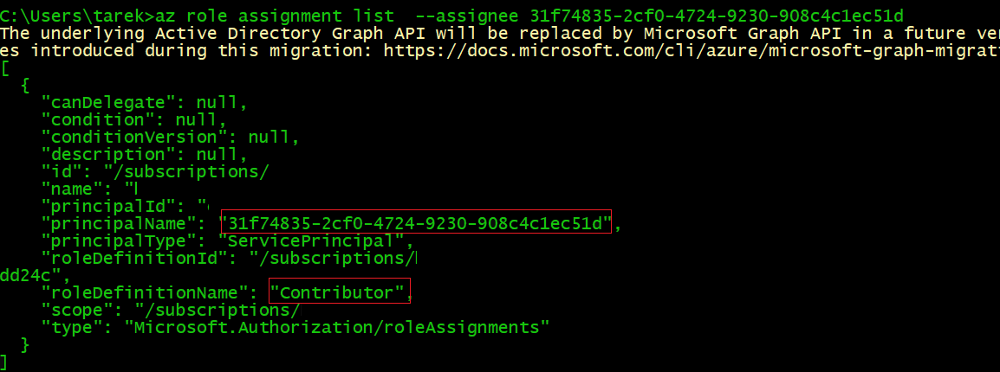 C:\Users\tarek>az role assignment list  --assignee 31f74835-2cf0-4724-9230-908c4c1ec51d
The underlying Active Directory Graph API will be replaced by Microsoft Graph API in a future ver
es introduced during this migration: https://docs.microsoft.com/cli/azure/microsoft-graph-migrati
[
  {
    "canDelegate": null,
    "condition": null,
    "conditionVersion": null,
    "description": null,
    "id": "/subscriptions/
    "name": "
    "principalId": "
    "principalName": "31f74835-2cf0-4724-9230-908c4c1ec51d",
    "principalType": "ServicePrincipal",
    "roleDefinitionId": "/subscriptions/
dd24c",
    "roleDefinitionName": "Contributor",
    "scope": "/subscriptions/
    "type": "Microsoft.Authorization/roleAssignments"
  }
]